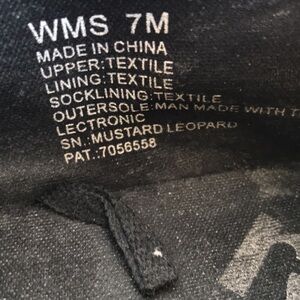 WMS 7M
MADE IN CHINA
UPPER:TEXTILE
LINING:TEXTILE
SOCKLINING:TEXTILE
OUTERSOLE:MAN MADE WITH T
LECTRONIC
SN.:MUSTARD LEOPARD
PAT.:7056558